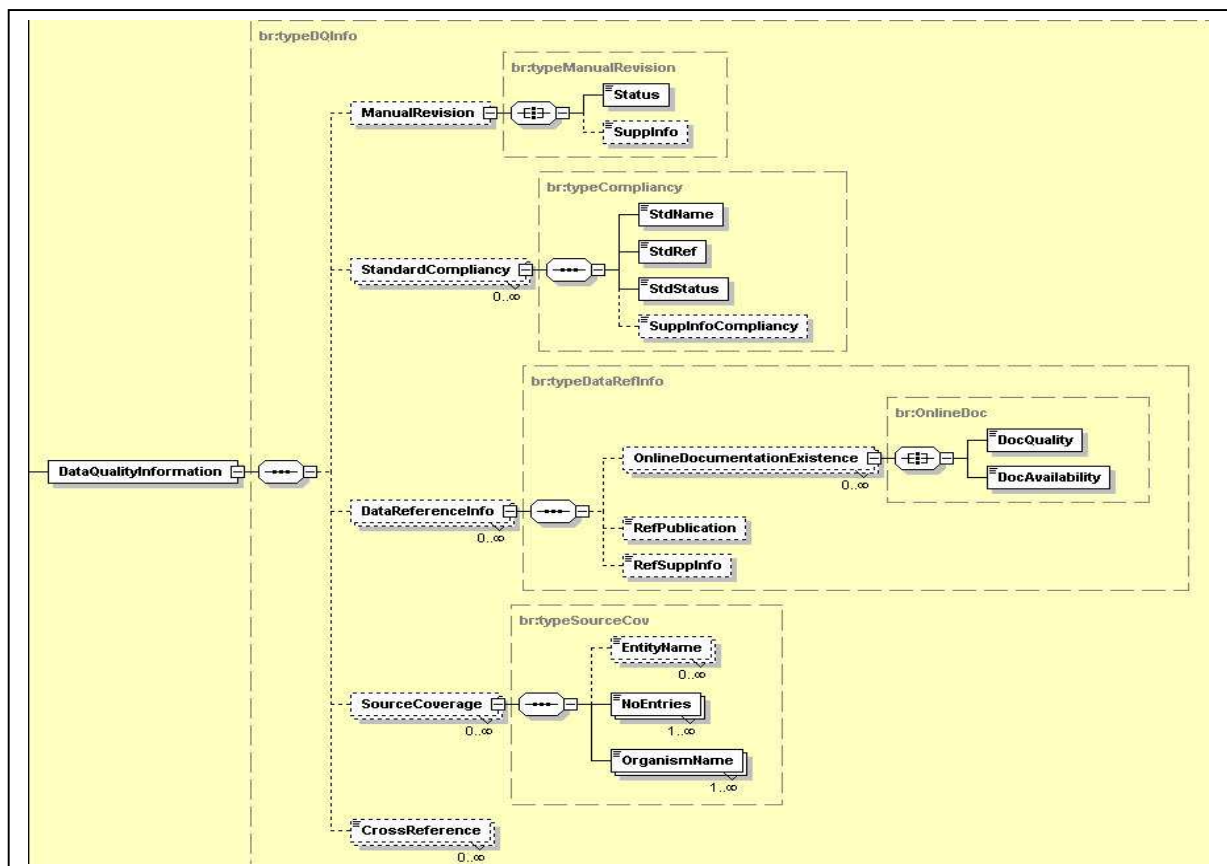 br:typeDQInfo
br:typeManualRevision
ManualRevision
Status
SuppInfo
br:typeCompliancy
StdName
StdRef
StdStatus
SuppInfoCompliancy
StandardCompliancy
0..∞
br:typeDataRefInfo
br:OnlineDoc
DocQuality
DocAvailability
OnlineDocumentationExistence
0..∞
DataQualityInformation
DataReferenceInfo
0..∞
RefPublication
RefSuppInfo
br:typeSourceCov
EntityName
0..∞
SourceCoverage
0..∞
NoEntries
1..∞
OrganismName
1..∞
CrossReference
0..∞